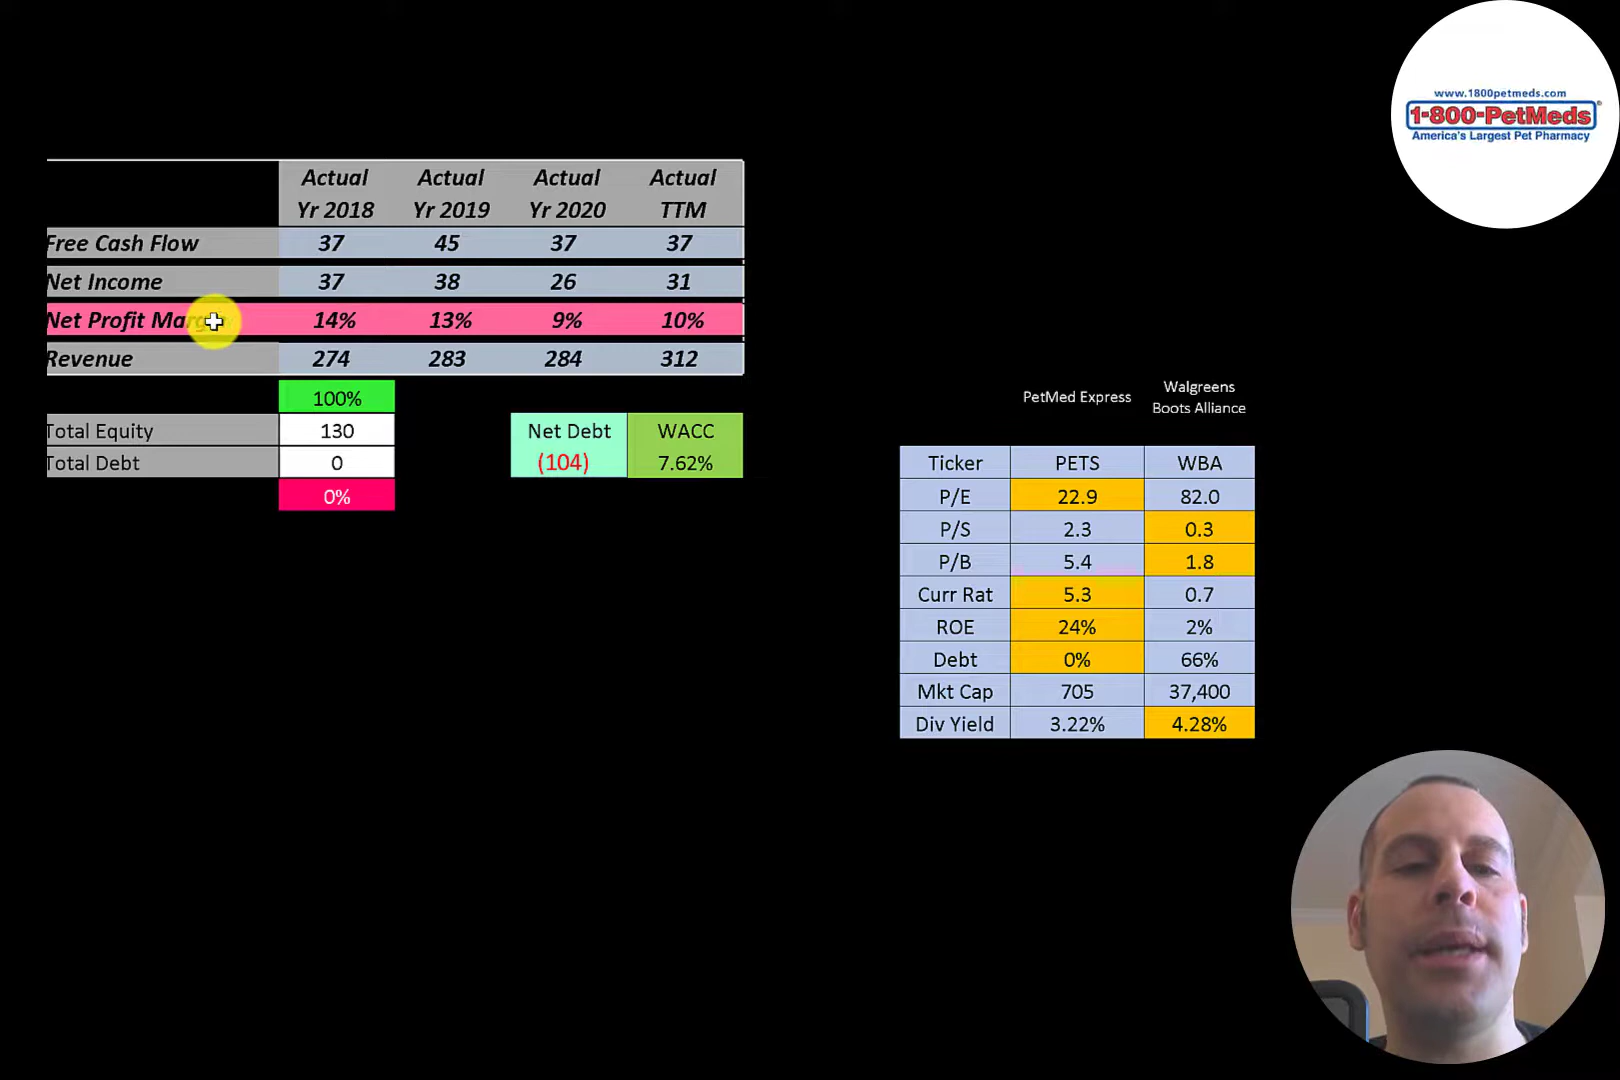 www.1800petmeds.com
1-800-PetMeds®
America's Largest Pet Pharmacy
Actual Actual Actual Actual
Yr 2018 Yr 2019 Yr 2020 TTM
Free Cash Flow 37 45 37 37
Net Income 37 38 26 31
Net Profit Margin 14% 13% 9% 10%
Revenue 274 283 284 312
100%
Total Equity 130 Net Debt WACC
Total Debt 0 (104) 7.62%
0%
PetMed Express Walgreens
Boots Alliance
Ticker PETS WBA
P/E 22.9 82.0
P/S 2.3 0.3
P/B 5.4 1.8
Curr Rat 5.3 0.7
ROE 24% 2%
Debt 0% 66%
Mkt Cap 705 37,400
Div Yield 3.22% 4.28%